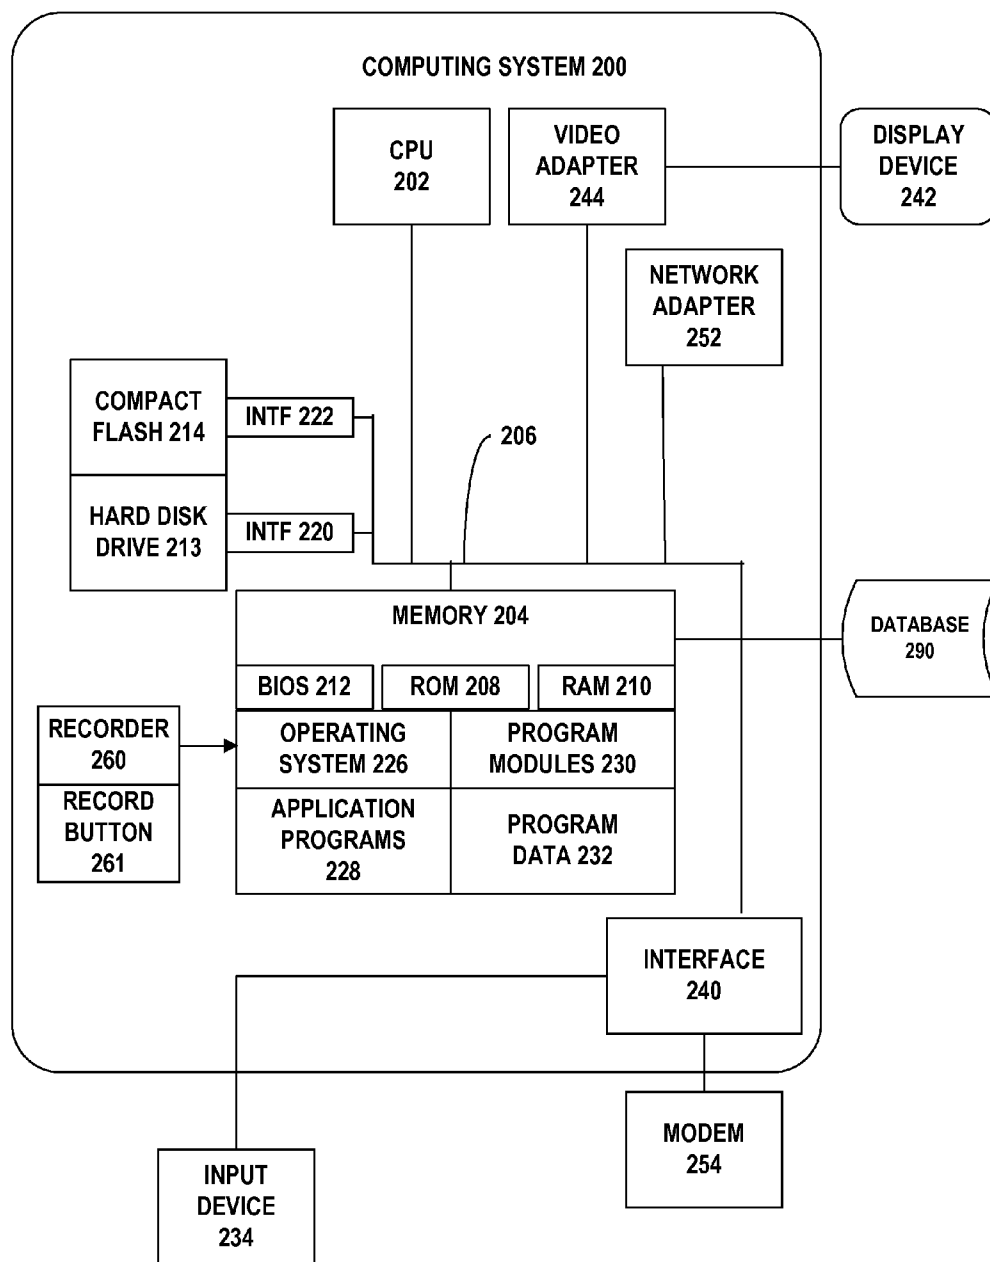 COMPUTING SYSTEM 200
CPU
202
VIDEO
ADAPTER
244
DISPLAY
DEVICE
242
NETWORK
ADAPTER
252
COMPACT
FLASH 214
INTF 222
206
HARD DISK
DRIVE 213
INTF 220
MEMORY 204
DATABASE
290
BIOS 212
ROM 208
RAM 210
RECORDER
260
OPERATING
SYSTEM 226
PROGRAM
MODULES 230
RECORD
BUTTON
261
APPLICATION
PROGRAMS
228
PROGRAM
DATA 232
INTERFACE
240
MODEM
254
INPUT
DEVICE
234